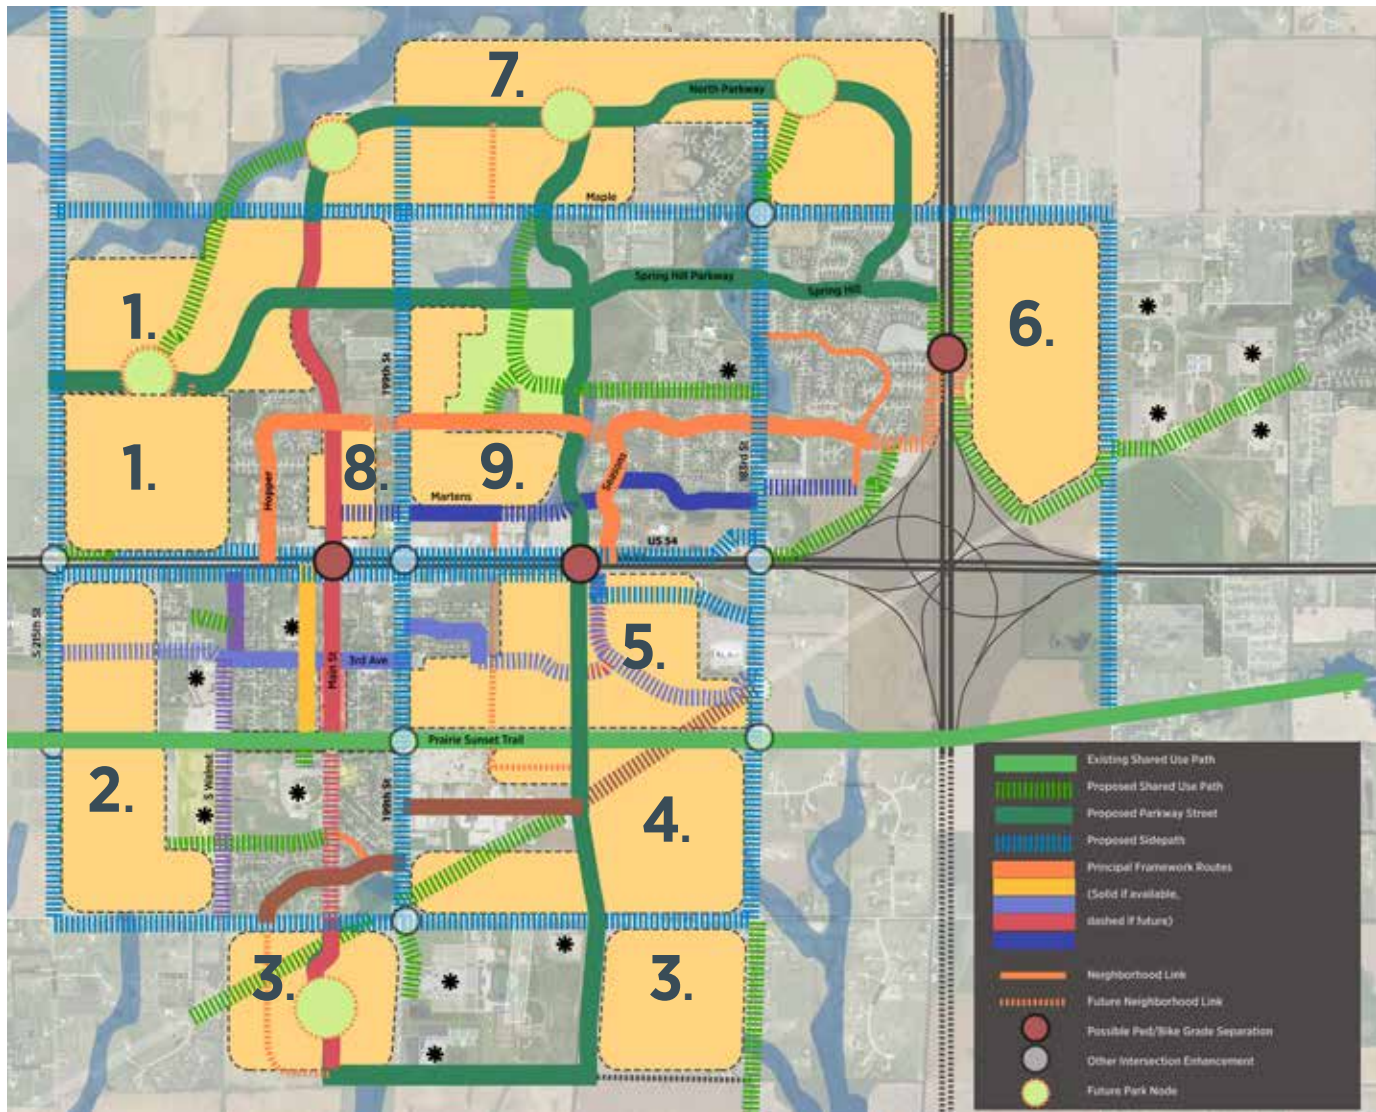 7.
North Parkway
Maple
Spring Hill Parkway
Spring Hill
1.
6.
199th St
1.
Hopper
8.
9.
Seasons
183rd St
Martens
US 54
S 215th St
5.
3rd Ave
Main St
Prairie Sunset Trail
2.
S Walnut
199th St
4.
3.
3.
Existing Shared Use Path
Proposed Shared Use Path
Proposed Parkway Street
Proposed Sidepath
Principal Framework Routes
(Solid if available,
dashed if future)
Neighborhood Link
Future Neighborhood Link
Possible Ped/Bike Grade Separation
Other Intersection Enhancement
Future Park Node